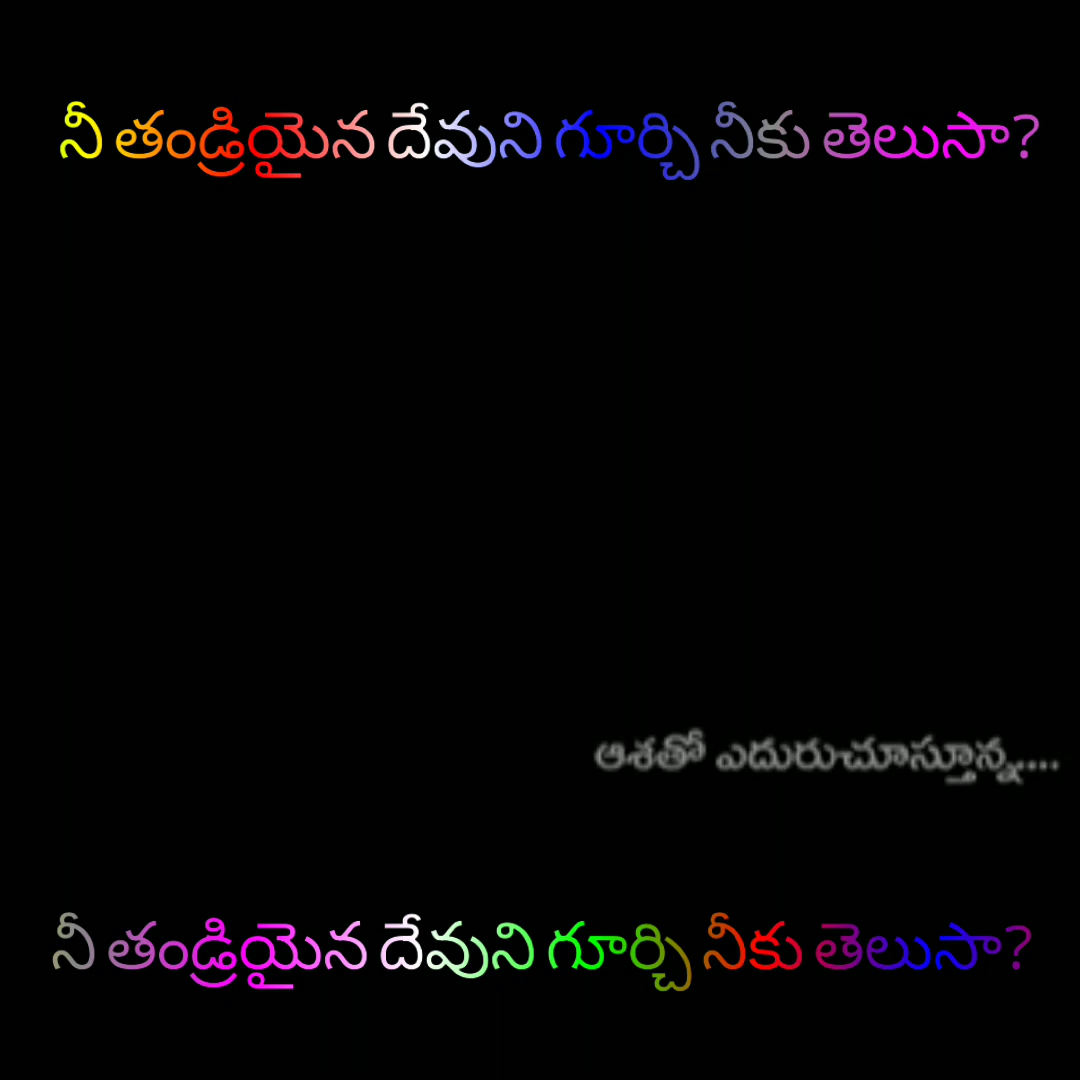 నీ తండ్రియైన దేవుని గూర్చి నీకు తెలుసా?
ఆశతో ఎదురుచూస్తూన్న....
నీ తండ్రియైన దేవుని గూర్చి నీకు తెలుసా?